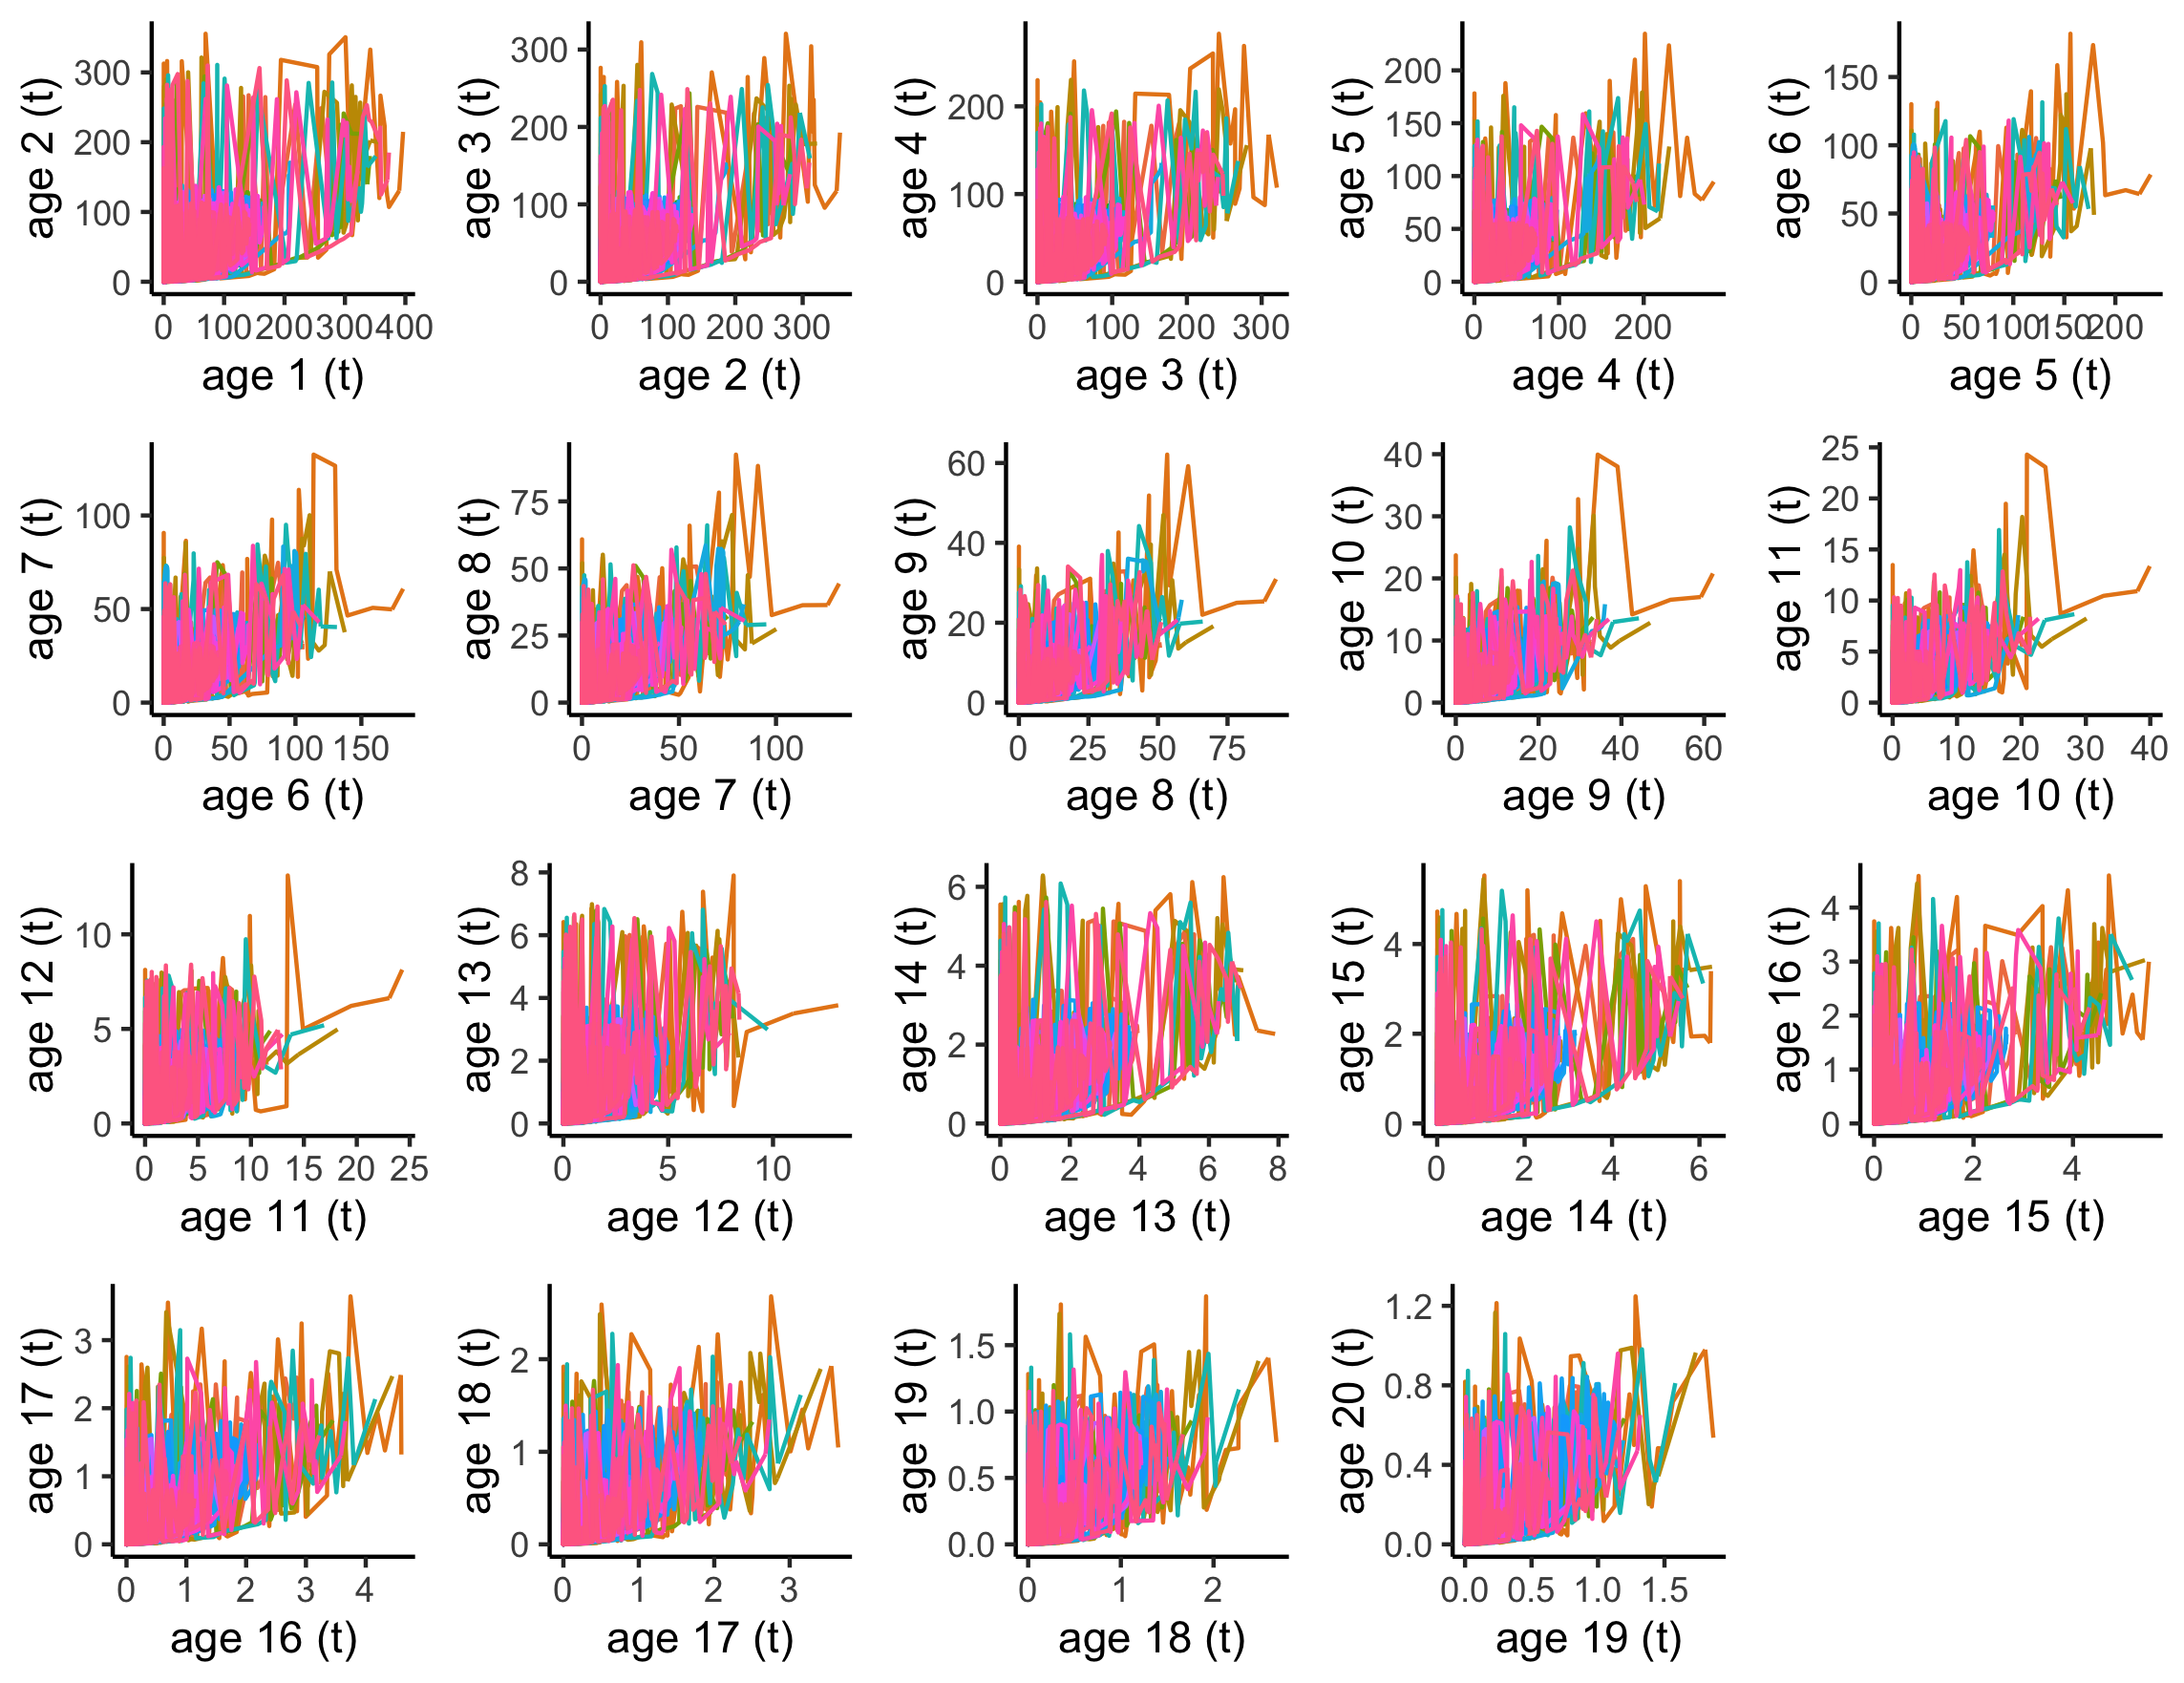 age 2 (t)
300
200
100
0
0 100 200 300 400
age 1 (t)
age 3 (t)
300
200
100
0
0 100 200 300
age 2 (t)
age 4 (t)
200
100
0
0 100 200 300
age 3 (t)
age 5 (t)
200
150
100
50
0
0 100 200
age 4 (t)
age 6 (t)
150
100
50
0
0 50 100 150 200
age 5 (t)
age 7 (t)
100
50
0
0 50 100 150
age 6 (t)
age 8 (t)
75
50
25
0
0 50 100
age 7 (t)
age 9 (t)
60
40
20
0
0 25 50 75
age 8 (t)
age 10 (t)
40
30
20
10
0
0 20 40 60
age 9 (t)
age 11 (t)
25
20
15
10
5
0
0 10 20 30 40
age 10 (t)
age 12 (t)
10
5
0
0 5 10 15 20 25
age 11 (t)
age 13 (t)
8
6
4
2
0
0 5 10
age 12 (t)
age 14 (t)
6
4
2
0
0 2 4 6 8
age 13 (t)
age 15 (t)
4
2
0
0 2 4 6
age 14 (t)
age 16 (t)
4
3
2
1
0
0 2 4
age 15 (t)
age 17 (t)
3
2
1
0
0 1 2 3 4
age 16 (t)
age 18 (t)
2
1
0
0 1 2 3
age 17 (t)
age 19 (t)
1.5
1.0
0.5
0.0
0 1 2
age 18 (t)
age 20 (t)
1.2
0.8
0.4
0.0
0.0 0.5 1.0 1.5
age 19 (t)